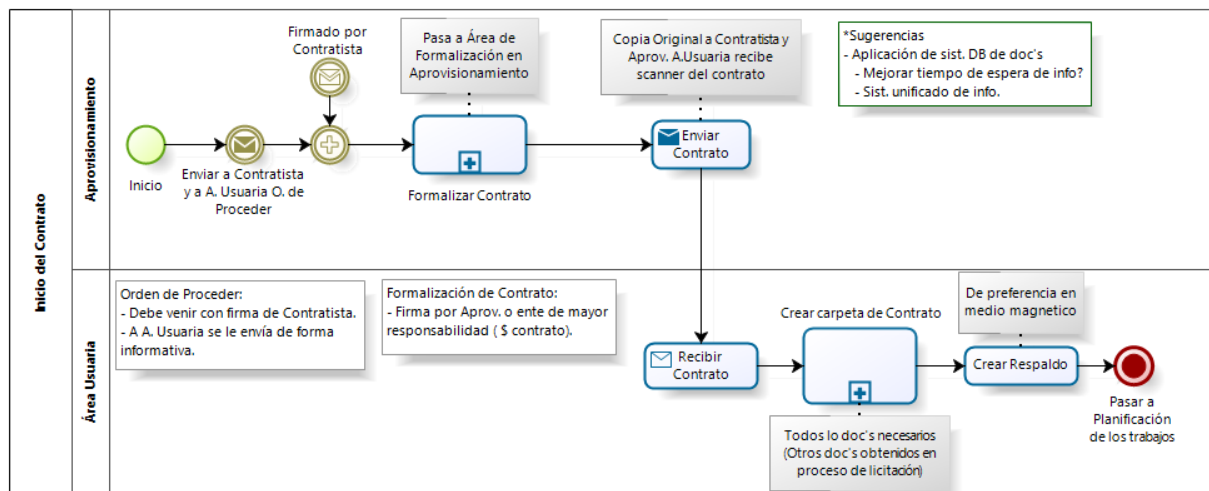 Inicio del Contrato
Aprovisionamiento
Firmado por
Contratista
Pasa a Área de
Formalización en
Aprovisionamiento
Copia Original a Contratista y
Aprov. A.Usuaria recibe
scanner del contrato
*Sugerencias
- Aplicación de sist. DB de doc's
- Mejorar tiempo de espera de info?
- Sist. unificado de info.
Inicio
Enviar a Contratista
y a A. Usuaria O. de
Proceder
Formalizar Contrato
Enviar
Contrato
Área Usuaria
Orden de Proceder:
- Debe venir con firma de Contratista.
- A A. Usuaria se le envía de forma
informativa.
Formalización de Contrato:
- Firma por Aprov. o ente de mayor
responsabilidad ( $ contrato).
Recibir
Contrato
Crear carpeta de Contrato
Todos lo doc's necesarios
(Otros doc's obtenidos en
proceso de licitación)
De preferencia en
medio magnetico
Crear Respaldo
Pasar a
Planificación
de los trabajos